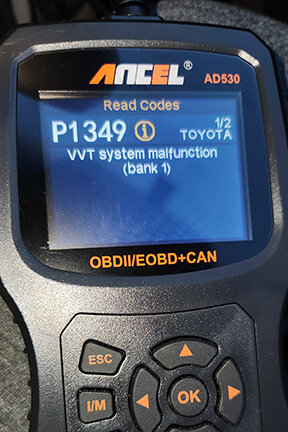 ANCEL®
AD530
Read Codes
P1349 i 1/2
TOYOTA
VVT system malfunction
(bank 1)
OBDII/EOBD+CAN
ESC
I/M
OK